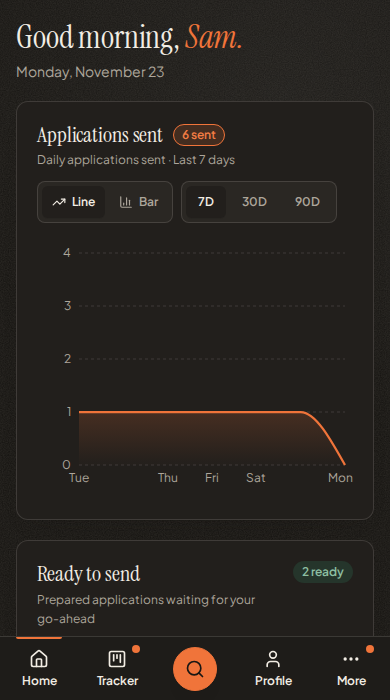 Good morning, Sam.
Monday, November 23
Applications sent 6 sent
Daily applications sent · Last 7 days
Line Bar 7D 30D 90D
4
3
2
1
0
Tue Thu Fri Sat Mon
Ready to send 2 ready
Prepared applications waiting for your
go-ahead
Home Tracker Profile More